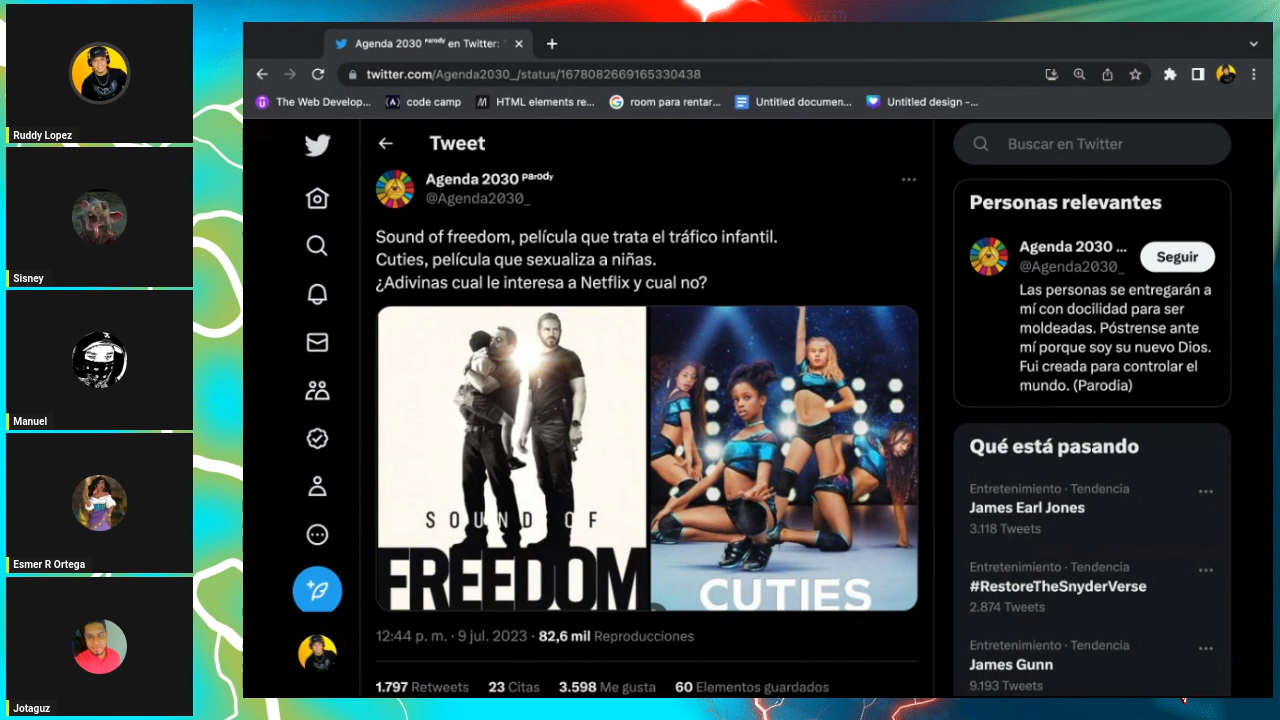 Ruddy Lopez
Sisney
Manuel
Esmer R Ortega
Jotaguz
Agenda 2030 ᴾᵃʳᵒᵈʸ en Twitter: "
twitter.com/Agenda2030_/status/1678082669165330438
The Web Develop...
code camp
HTML elements re...
room para rentar...
Untitled documen...
Untitled design -...
Tweet
Agenda 2030 ᴾᵃʳᵒᵈʸ
@Agenda2030_
Sound of freedom, película que trata el tráfico infantil.
Cuties, película que sexualiza a niñas.
¿Adivinas cual le interesa a Netflix y cual no?
SOUND OF
FREEDOM
CUTIES
12:44 p. m. · 9 jul. 2023 · 82,6 mil Reproducciones
1.797 Retweets 23 Citas 3.598 Me gusta 60 Elementos guardados
Buscar en Twitter
Personas relevantes
Agenda 2030 ...
@Agenda2030_
Seguir
Las personas se entregarán a
mí con docilidad para ser
moldeadas. Póstrense ante
mí porque soy su nuevo Dios.
Fui creada para controlar el
mundo. (Parodia)
Qué está pasando
Entretenimiento · Tendencia
James Earl Jones
3.118 Tweets
Entretenimiento · Tendencia
#RestoreTheSnyderVerse
2.874 Tweets
Entretenimiento · Tendencia
James Gunn
9.193 Tweets